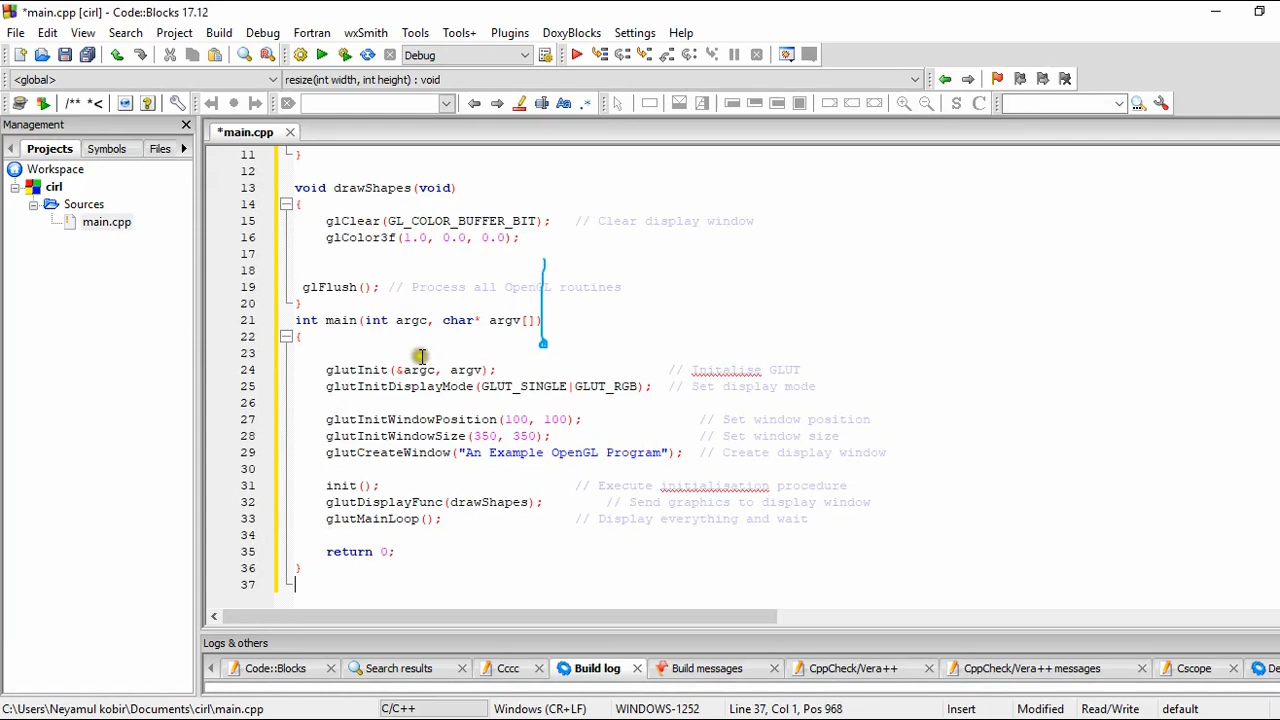 *main.cpp [cirl] - Code::Blocks 17.12
File Edit View Search Project Build Debug Fortran wxSmith Tools Tools+ Plugins DoxyBlocks Settings Help
Debug
<global> resize(int width, int height) : void
/** *< Aa .* S C
Management
*main.cpp
Projects Symbols Files
Workspace
cirl
Sources
main.cpp
11 }
12
13 void drawShapes(void)
14 {
15 glClear(GL_COLOR_BUFFER_BIT); // Clear display window
16 glColor3f(1.0, 0.0, 0.0);
17
18
19 glFlush(); // Process all OpenGL routines
20 }
21 int main(int argc, char* argv[])
22 {
23
24 glutInit(&argc, argv); // Initalise GLUT
25 glutInitDisplayMode(GLUT_SINGLE|GLUT_RGB); // Set display mode
26
27 glutInitWindowPosition(100, 100); // Set window position
28 glutInitWindowSize(350, 350); // Set window size
29 glutCreateWindow("An Example OpenGL Program"); // Create display window
30
31 init(); // Execute initialisation procedure
32 glutDisplayFunc(drawShapes); // Send graphics to display window
33 glutMainLoop(); // Display everything and wait
34
35 return 0;
36 }
37
Logs & others
Code::Blocks Search results Cccc Build log Build messages CppCheck/Vera++ CppCheck/Vera++ messages Cscope De
C:\Users\Neyamul kobir\Documents\cirl\main.cpp C/C++ Windows (CR+LF) WINDOWS-1252 Line 37, Col 1, Pos 968 Insert Modified Read/Write default